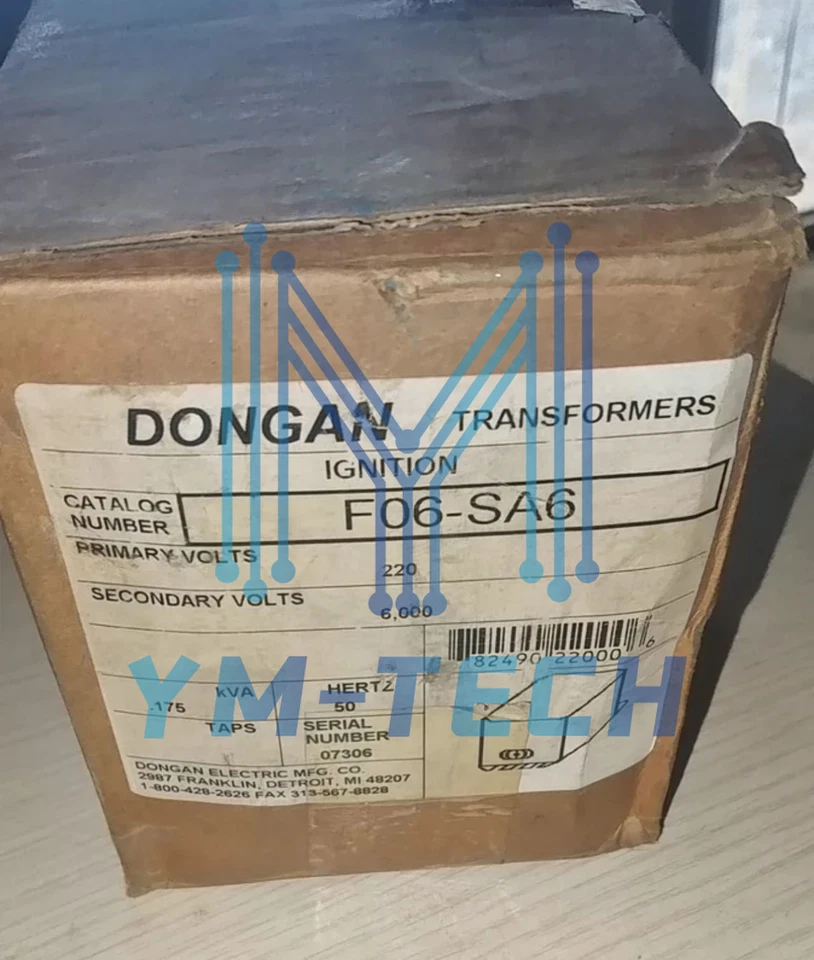 DONGAN TRANSFORMERS
IGNITION
CATALOG NUMBER F06-SA6
PRIMARY VOLTS 220
SECONDARY VOLTS 6,000
82490 22000 6
YM-TECH
kVA HERTZ
.175 50
TAPS SERIAL NUMBER
07306
DONGAN ELECTRIC MFG. CO.
2987 FRANKLIN, DETROIT, MI 48207
1-800-428-2626 FAX 313-567-8828